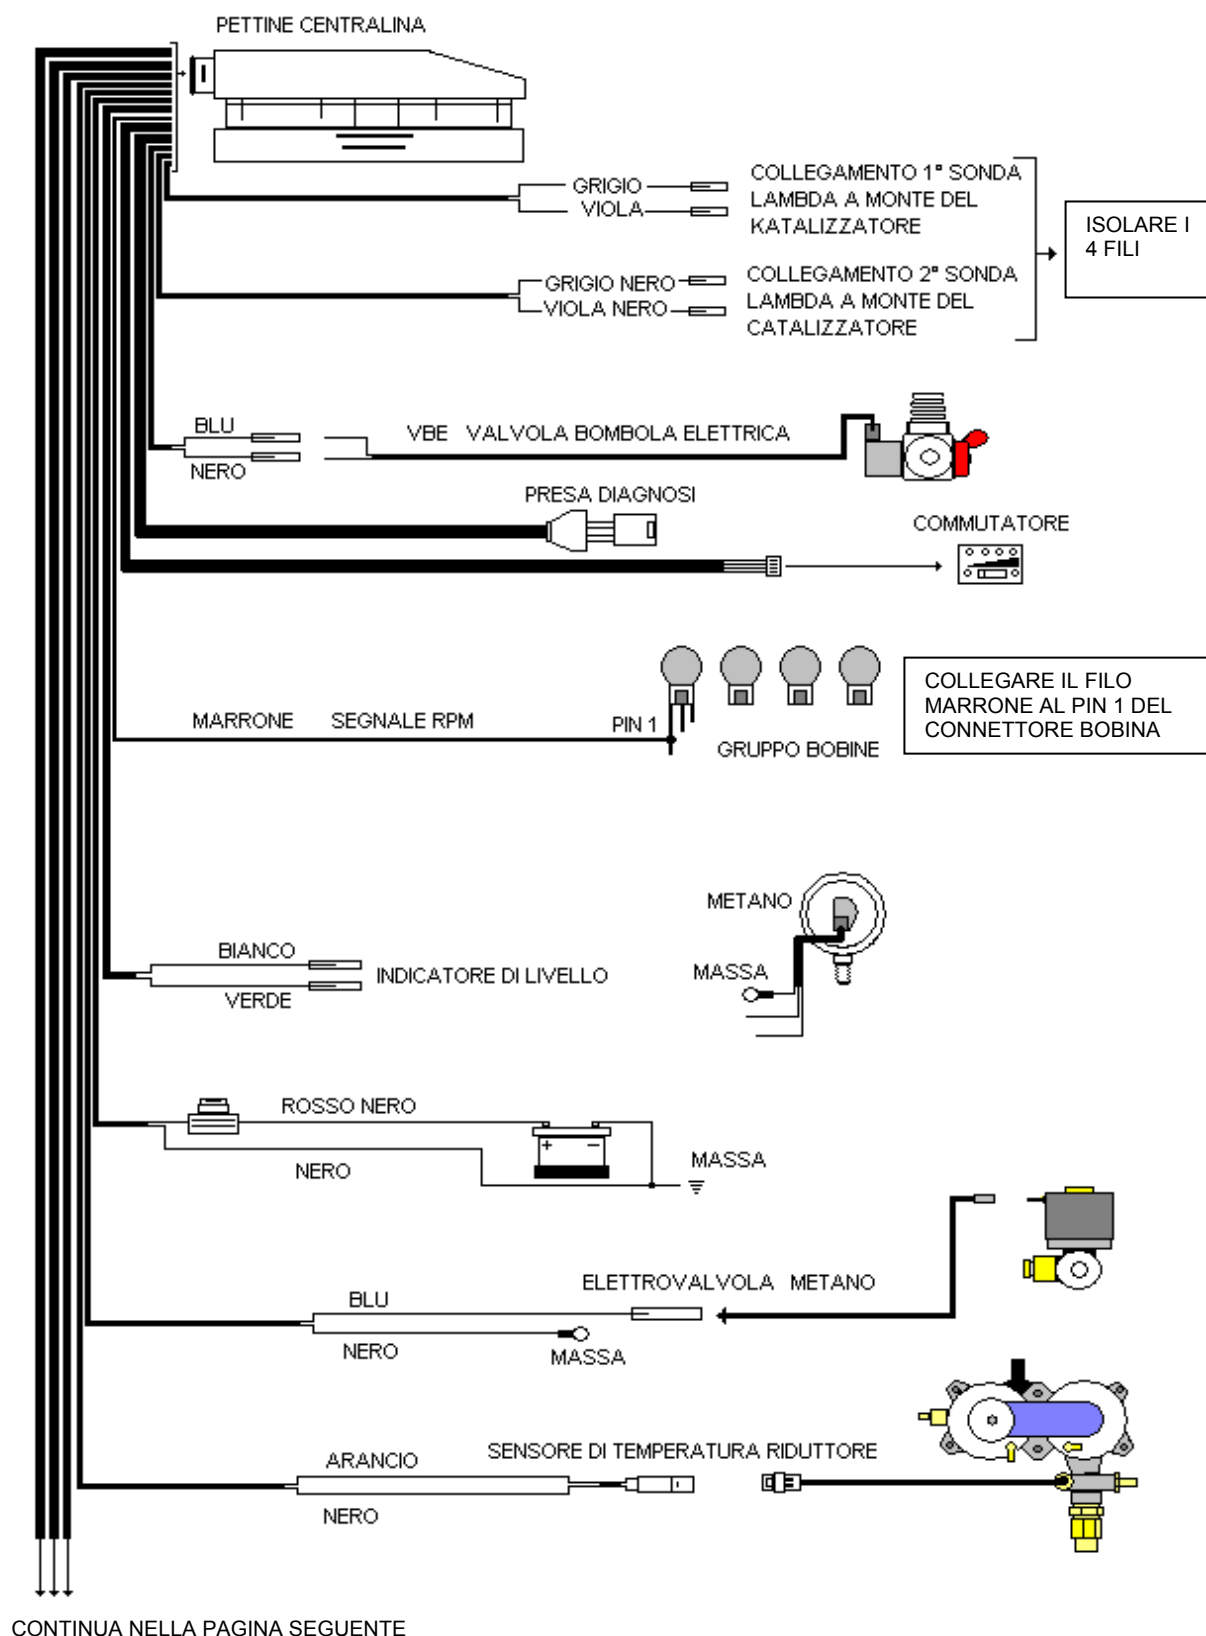 PETTINE CENTRALINA
GRIGIO
VIOLA
COLLEGAMENTO 1° SONDA
LAMBDA A MONTE DEL
KATALIZZATORE
ISOLARE I
4 FILI
GRIGIO NERO
VIOLA NERO
COLLEGAMENTO 2° SONDA
LAMBDA A MONTE DEL
CATALIZZATORE
BLU
NERO
VBE VALVOLA BOMBOLA ELETTRICA
PRESA DIAGNOSI
COMMUTATORE
MARRONE SEGNALE RPM
PIN 1
GRUPPO BOBINE
COLLEGARE IL FILO
MARRONE AL PIN 1 DEL
CONNETTORE BOBINA
METANO
MASSA
BIANCO
VERDE
INDICATORE DI LIVELLO
ROSSO NERO
NERO
+ −
MASSA
ELETTROVALVOLA METANO
BLU
NERO
MASSA
SENSORE DI TEMPERATURA RIDUTTORE
ARANCIO
NERO
CONTINUA NELLA PAGINA SEGUENTE